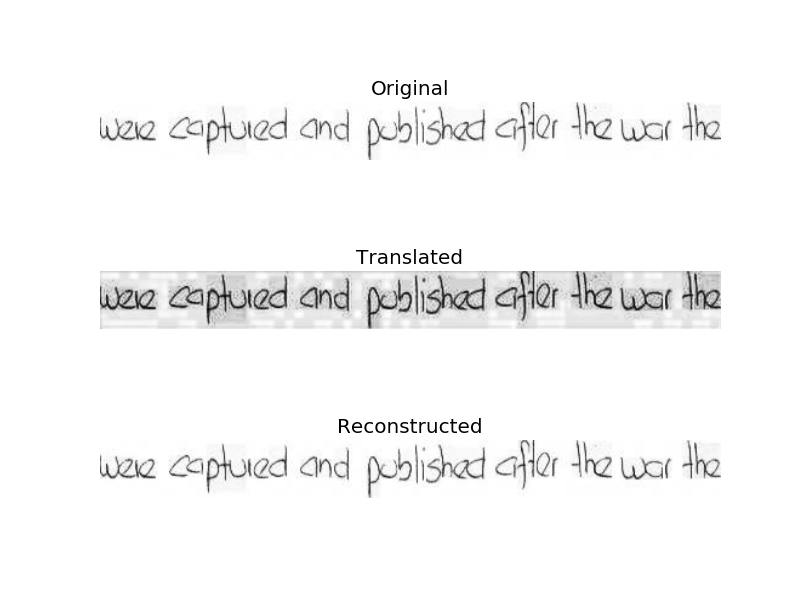 Original
were captured and published after the war the
Translated
were captured and published after the war the
Reconstructed
were captured and published after the war the